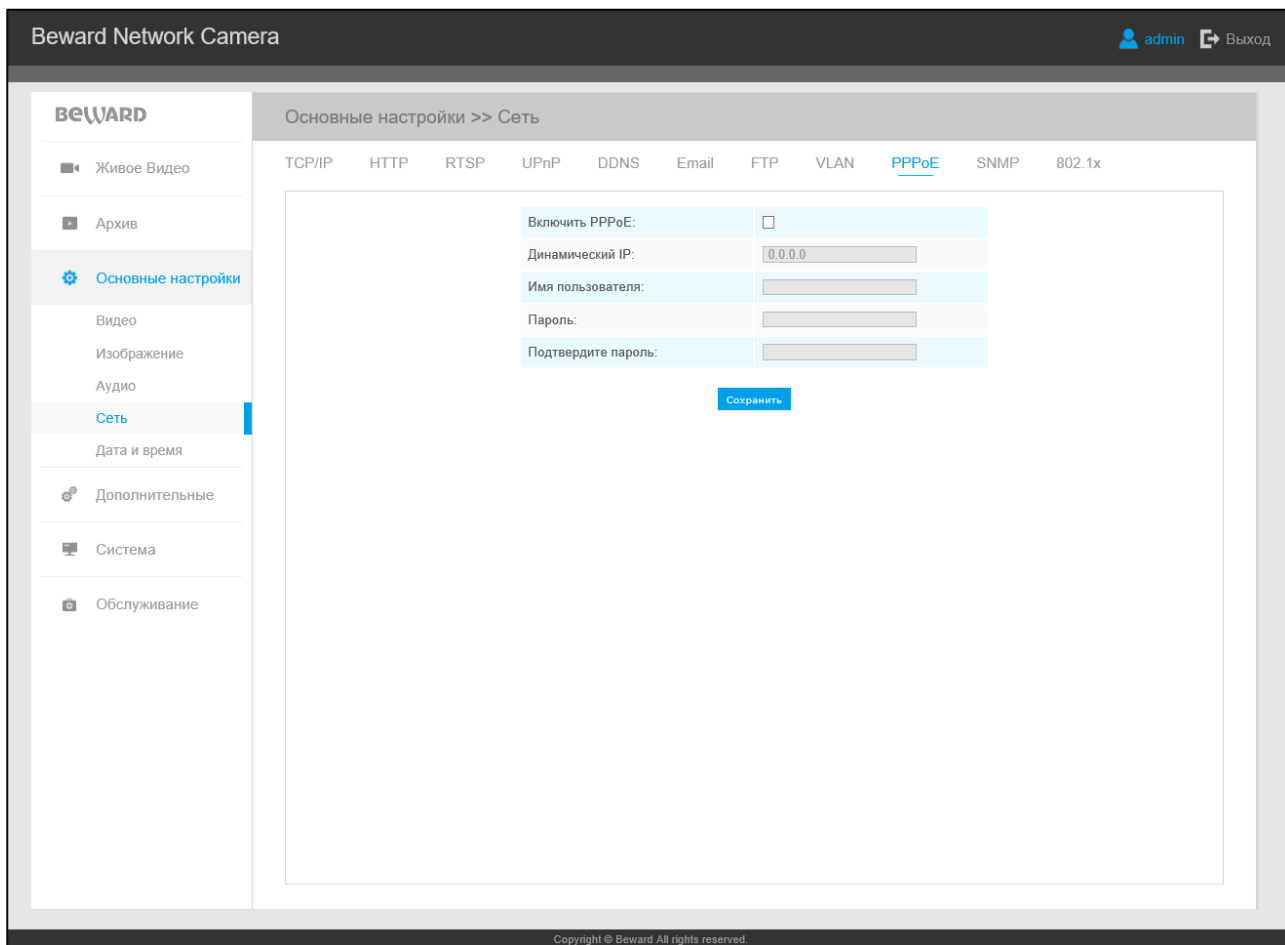 Beward Network Camera
admin Выход
BEWARD
Основные настройки >> Сеть
Живое Видео
Архив
Основные настройки
Видео
Изображение
Аудио
Сеть
Дата и время
Дополнительные
Система
Обслуживание
TCP/IP HTTP RTSP UPnP DDNS Email FTP VLAN PPPoE SNMP 802.1x
Включить PPPoE:
Динамический IP: 0.0.0.0
Имя пользователя:
Пароль:
Подтвердите пароль:
Сохранить
Copyright © Beward All rights reserved.